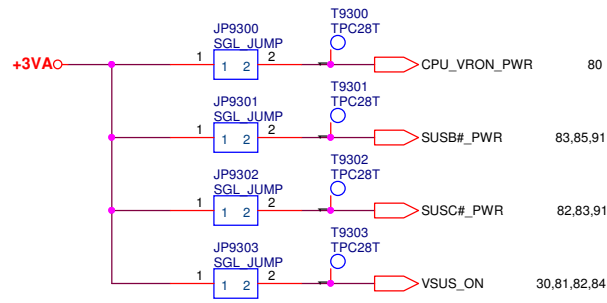 T9300
JP9300 TPC28T
SGL_JUMP
+3VA 1 1 2 2 CPU_VRON_PWR 80
T9301
JP9301 TPC28T
SGL_JUMP
1 1 2 2 SUSB#_PWR 83,85,91
T9302
JP9302 TPC28T
SGL_JUMP
1 1 2 2 SUSC#_PWR 82,83,91
T9303
JP9303 TPC28T
SGL_JUMP
1 1 2 2 VSUS_ON 30,81,82,84